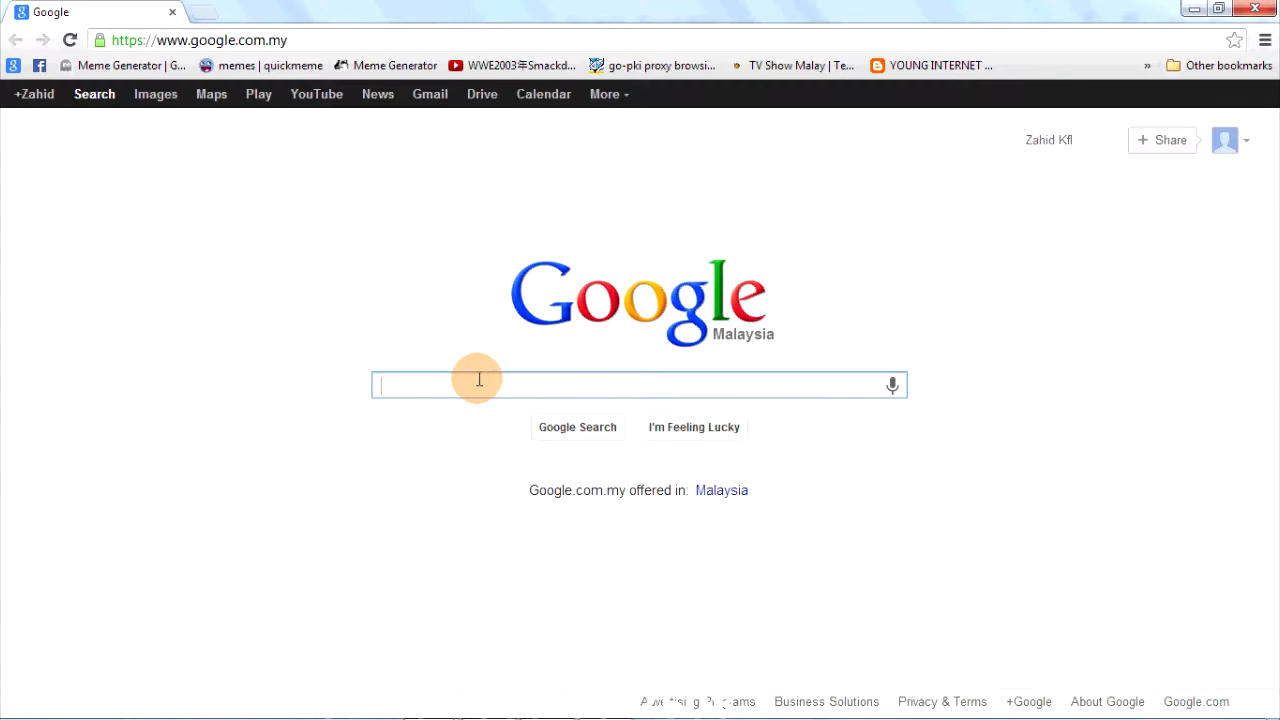 Google
https://www.google.com.my
Meme Generator | G...
memes | quickmeme
Meme Generator
WWE2003年Smackd...
go-pki proxy browsi...
TV Show Malay | Te...
YOUNG INTERNET ...
»
Other bookmarks
+Zahid Search Images Maps Play YouTube News Gmail Drive Calendar More
Zahid Kfl
+ Share
Google
Malaysia
Google Search
I'm Feeling Lucky
Google.com.my offered in: Malaysia
Business Solutions Privacy & Terms +Google About Google Google.com